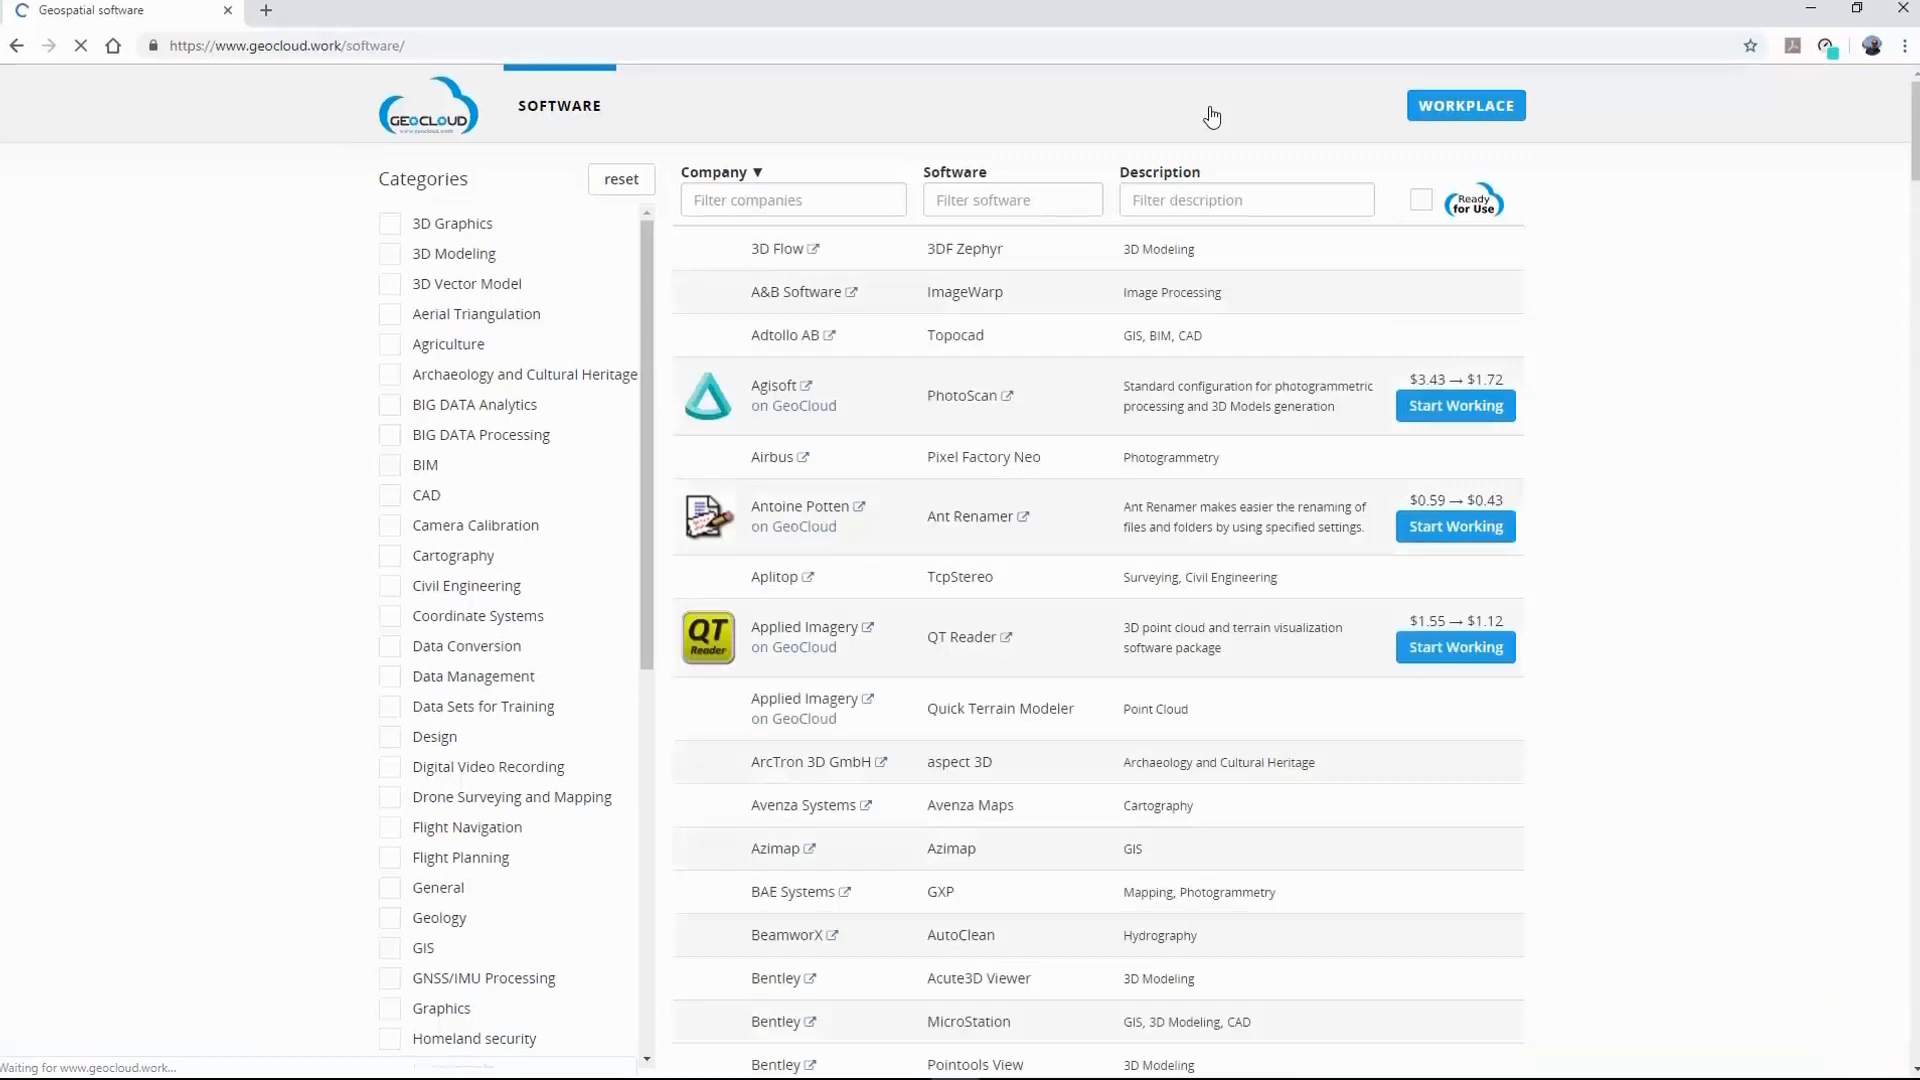 Geospatial software
https://www.geocloud.work/software/
GEOCLOUD
www.geocloud.work
SOFTWARE
WORKPLACE
Categories
reset
3D Graphics
3D Modeling
3D Vector Model
Aerial Triangulation
Agriculture
Archaeology and Cultural Heritage
BIG DATA Analytics
BIG DATA Processing
BIM
CAD
Camera Calibration
Cartography
Civil Engineering
Coordinate Systems
Data Conversion
Data Management
Data Sets for Training
Design
Digital Video Recording
Drone Surveying and Mapping
Flight Navigation
Flight Planning
General
Geology
GIS
GNSS/IMU Processing
Graphics
Homeland security
Company ▼ Software Description
Filter companies Filter software Filter description Ready for Use
3D Flow 3DF Zephyr 3D Modeling
A&B Software ImageWarp Image Processing
Adtollo AB Topocad GIS, BIM, CAD
Agisoft
on GeoCloud
PhotoScan
Standard configuration for photogrammetric
processing and 3D Models generation
$3.43 → $1.72
Start Working
Airbus Pixel Factory Neo Photogrammetry
Antoine Potten
on GeoCloud
Ant Renamer
Ant Renamer makes easier the renaming of
files and folders by using specified settings.
$0.59 → $0.43
Start Working
Aplitop TcpStereo Surveying, Civil Engineering
QT
Reader
Applied Imagery
on GeoCloud
QT Reader
3D point cloud and terrain visualization
software package
$1.55 → $1.12
Start Working
Applied Imagery
on GeoCloud
Quick Terrain Modeler Point Cloud
ArcTron 3D GmbH aspect 3D Archaeology and Cultural Heritage
Avenza Systems Avenza Maps Cartography
Azimap Azimap GIS
BAE Systems GXP Mapping, Photogrammetry
BeamworX AutoClean Hydrography
Bentley Acute3D Viewer 3D Modeling
Bentley MicroStation GIS, 3D Modeling, CAD
Bentley Pointools View 3D Modeling
Waiting for www.geocloud.work...